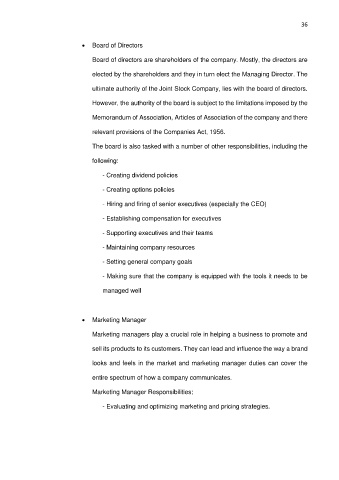 36
• Board of Directors
Board of directors are shareholders of the company. Mostly, the directors are
elected by the shareholders and they in turn elect the Managing Director. The
ultimate authority of the Joint Stock Company, lies with the board of directors.
However, the authority of the board is subject to the limitations imposed by the
Memorandum of Association, Articles of Association of the company and there
relevant provisions of the Companies Act, 1956.
The board is also tasked with a number of other responsibilities, including the
following:
- Creating dividend policies
- Creating options policies
- Hiring and firing of senior executives (especially the CEO)
- Establishing compensation for executives
- Supporting executives and their teams
- Maintaining company resources
- Setting general company goals
- Making sure that the company is equipped with the tools it needs to be
managed well
• Marketing Manager
Marketing managers play a crucial role in helping a business to promote and
sell its products to its customers. They can lead and influence the way a brand
looks and feels in the market and marketing manager duties can cover the
entire spectrum of how a company communicates.
Marketing Manager Responsibilities;
- Evaluating and optimizing marketing and pricing strategies.